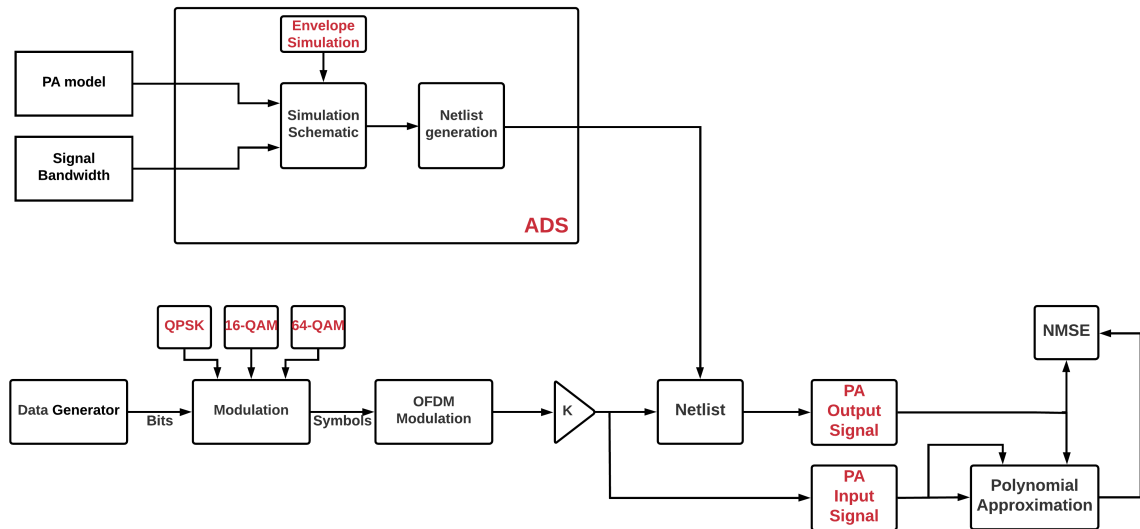 Envelope
Simulation
PA model
Simulation
Schematic
Netlist
generation
Signal
Bandwidth
ADS
QPSK
16-QAM
64-QAM
NMSE
Data Generator
Bits
Modulation
Symbols
OFDM
Modulation
K
Netlist
PA
Output
Signal
PA
Input
Signal
Polynomial
Approximation